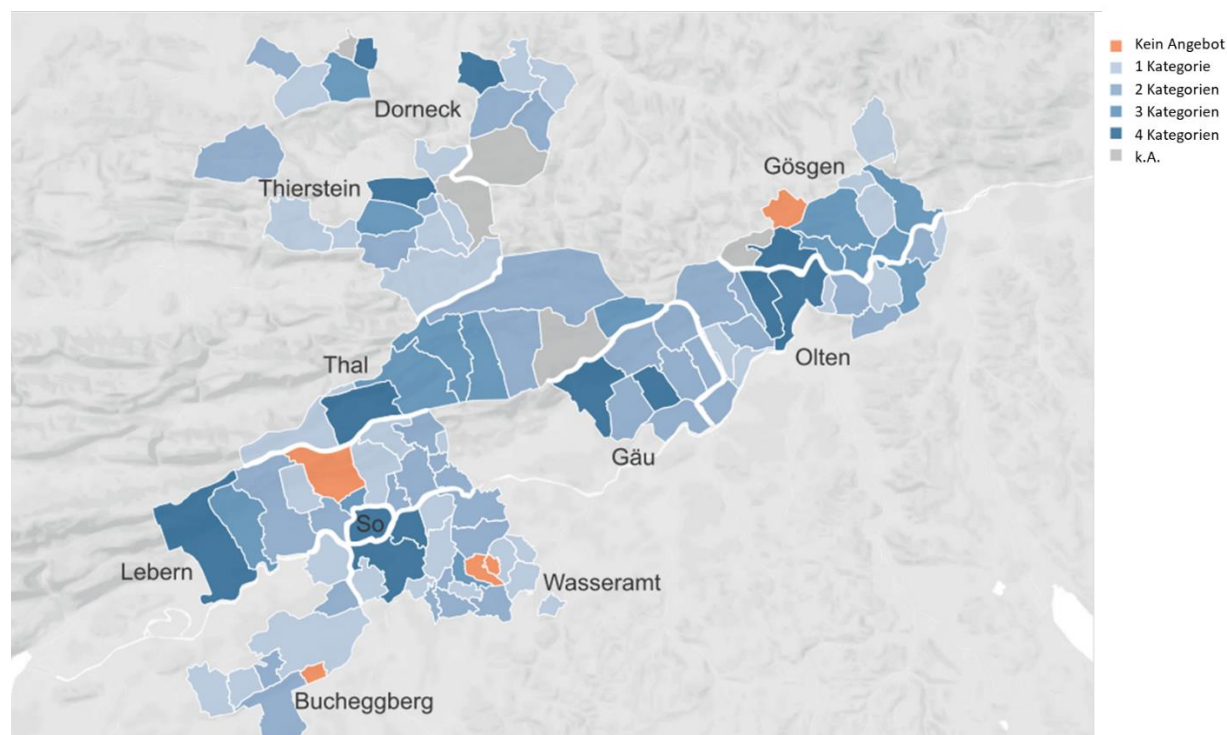 Kein Angebot
1 Kategorie
2 Kategorien
3 Kategorien
4 Kategorien
k.A.
Dorneck
Gösgen
Thierstein
Thal
Olten
Gäu
So
Lebern
Wasseramt
Bucheggberg